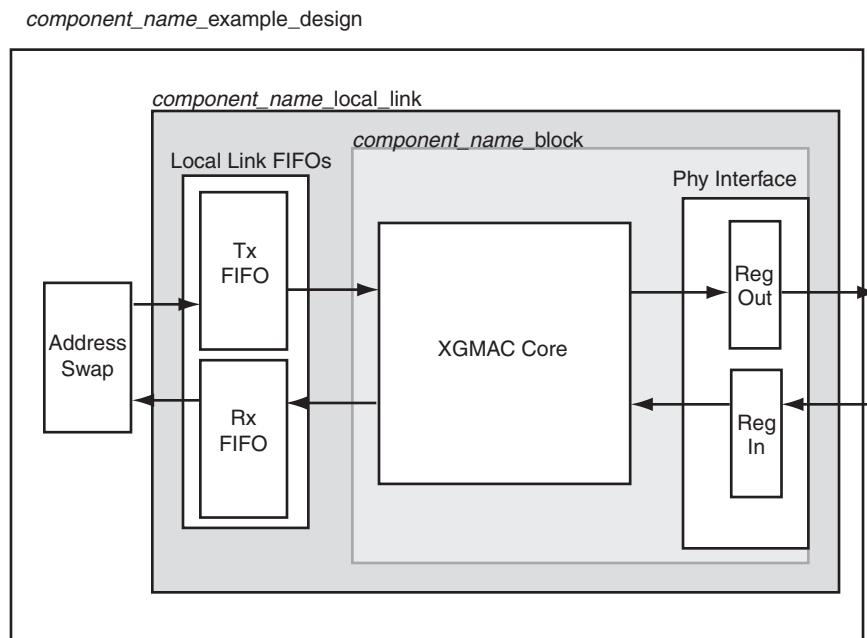 component_name_example_design
component_name_local_link
component_name_block
Local Link FIFOs
Phy Interface
Tx
FIFO
Reg
Out
Address
Swap
XGMAC Core
Rx
FIFO
Reg
In